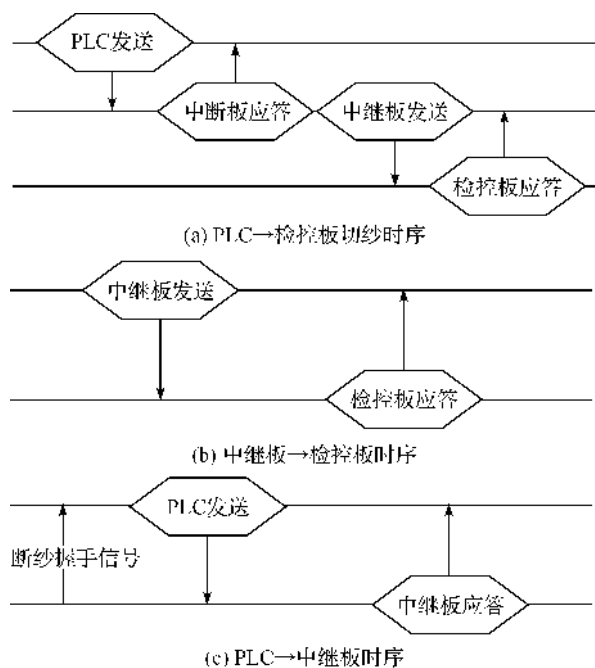 PLC发送
中断板应答
中继板发送
检控板应答
(a) PLC→检控板切纱时序
中继板发送
检控板应答
(b) 中继板→检控板时序
PLC发送
断纱握手信号
中继板应答
(c) PLC→中继板时序